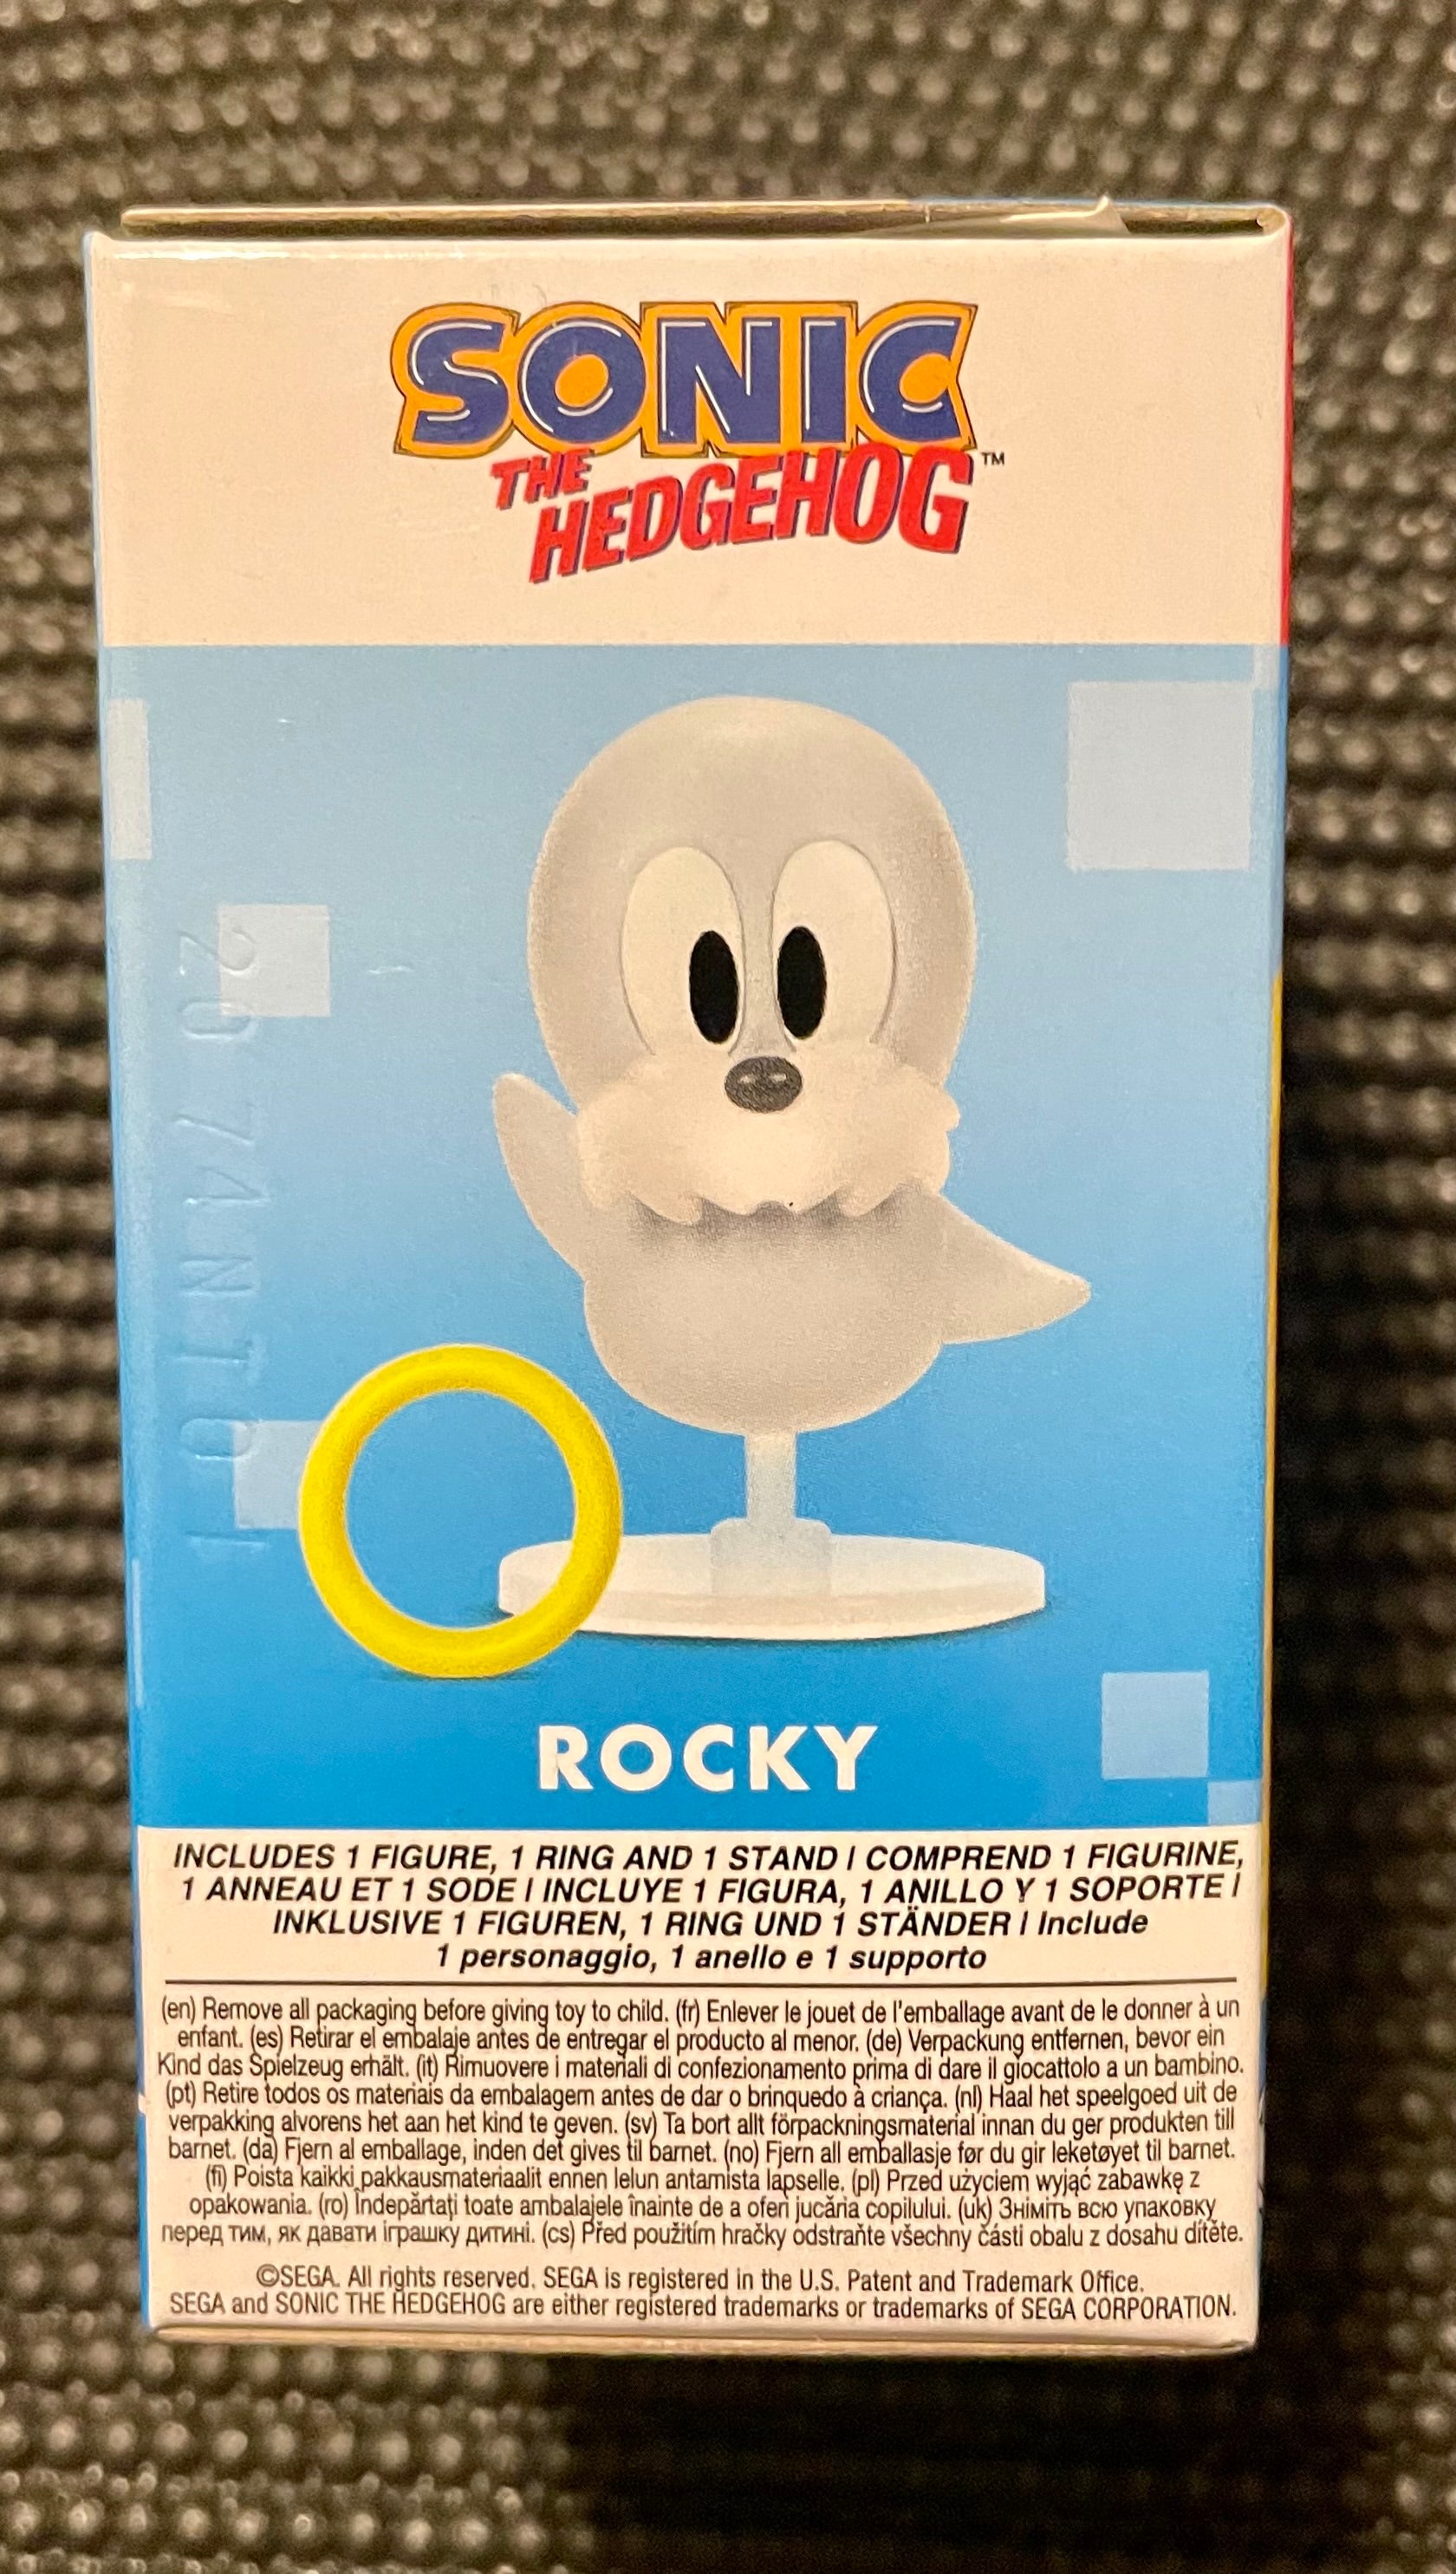 SONIC
THE
HEDGEHOG™
2074NT01
ROCKY
INCLUDES 1 FIGURE, 1 RING AND 1 STAND I COMPREND 1 FIGURINE,
1 ANNEAU ET 1 SODE I INCLUYE 1 FIGURA, 1 ANILLO Y 1 SOPORTE I
INKLUSIVE 1 FIGUREN, 1 RING UND 1 STÄNDER I Include
1 personaggio, 1 anello e 1 supporto
(en) Remove all packaging before giving toy to child. (fr) Enlever le jouet de l'emballage avant de le donner à un
enfant. (es) Retirar el embalaje antes de entregar el producto al menor. (de) Verpackung entfernen, bevor ein
Kind das Spielzeug erhält. (it) Rimuovere i materiali di confezionamento prima di dare il giocattolo a un bambino.
(pt) Retire todos os materiais da embalagem antes de dar o brinquedo à criança. (nl) Haal het speelgoed uit de
verpakking alvorens het aan het kind te geven. (sv) Ta bort allt förpackningsmaterial innan du ger produkten till
barnet. (da) Fjern al emballage, inden det gives til barnet. (no) Fjern all emballasje før du gir leketøyet til barnet.
(fi) Poista kaikki pakkausmateriaalit ennen lelun antamista lapselle. (pl) Przed użyciem wyjąć zabawkę z
opakowania. (ro) Îndepărtați toate ambalajele înainte de a oferi jucăria copilului. (uk) Зніміть всю упаковку
перед тим, як давати іграшку дитині. (cs) Před použitím hračky odstraňte všechny části obalu z dosahu dítěte.
©SEGA. All rights reserved. SEGA is registered in the U.S. Patent and Trademark Office.
SEGA and SONIC THE HEDGEHOG are either registered trademarks or trademarks of SEGA CORPORATION.